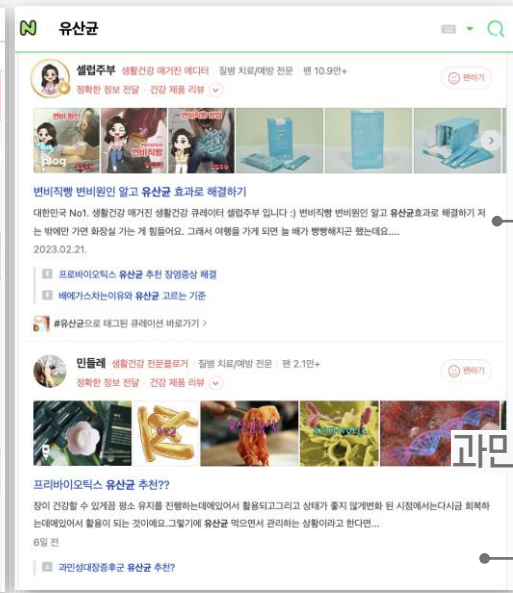 N 유산균
셀럽주부 생활건강 매거진 에디터 · 질병 치료/예방 전문 · 팬 10.9만+
정확한 정보 전달 · 건강 제품 리뷰
팬하기
변비 원인
변비직빵
blog
변비직빵 변비원인 알고 유산균 효과로 해결하기
대한민국 No1. 생활건강 매거진 생활건강 큐레이터 셀럽주부 입니다 :) 변비직빵 변비원인 알고 유산균효과로 해결하기 저
는 밖에만 가면 화장실 가는 게 힘들어요. 그래서 여행을 가게 되면 늘 배가 빵빵해지곤 했는데요....
2023.02.21.
프로바이오틱스 유산균 추천 장염증상 해결
배에가스차는이유와 유산균 고르는 기준
#유산균으로 태그된 큐레이션 바로가기 >
민들레 생활건강 전문블로거 · 질병 치료/예방 전문 · 팬 2.1만+
정확한 정보 전달 · 건강 제품 리뷰
팬하기
유산균
과민
프리바이오틱스 유산균 추천??
장이 건강할 수 있게끔 평소 유지를 진행하는데에있어서 활용되고그리고 상태가 좋지 않게변화 된 시점에서는다시금 회복하
는데에있어서 활용이 되는 것이에요.그렇기에 유산균 먹으면서 관리하는 상황이라고 한다면...
6일 전
과민성대장증후군 유산균 추천?